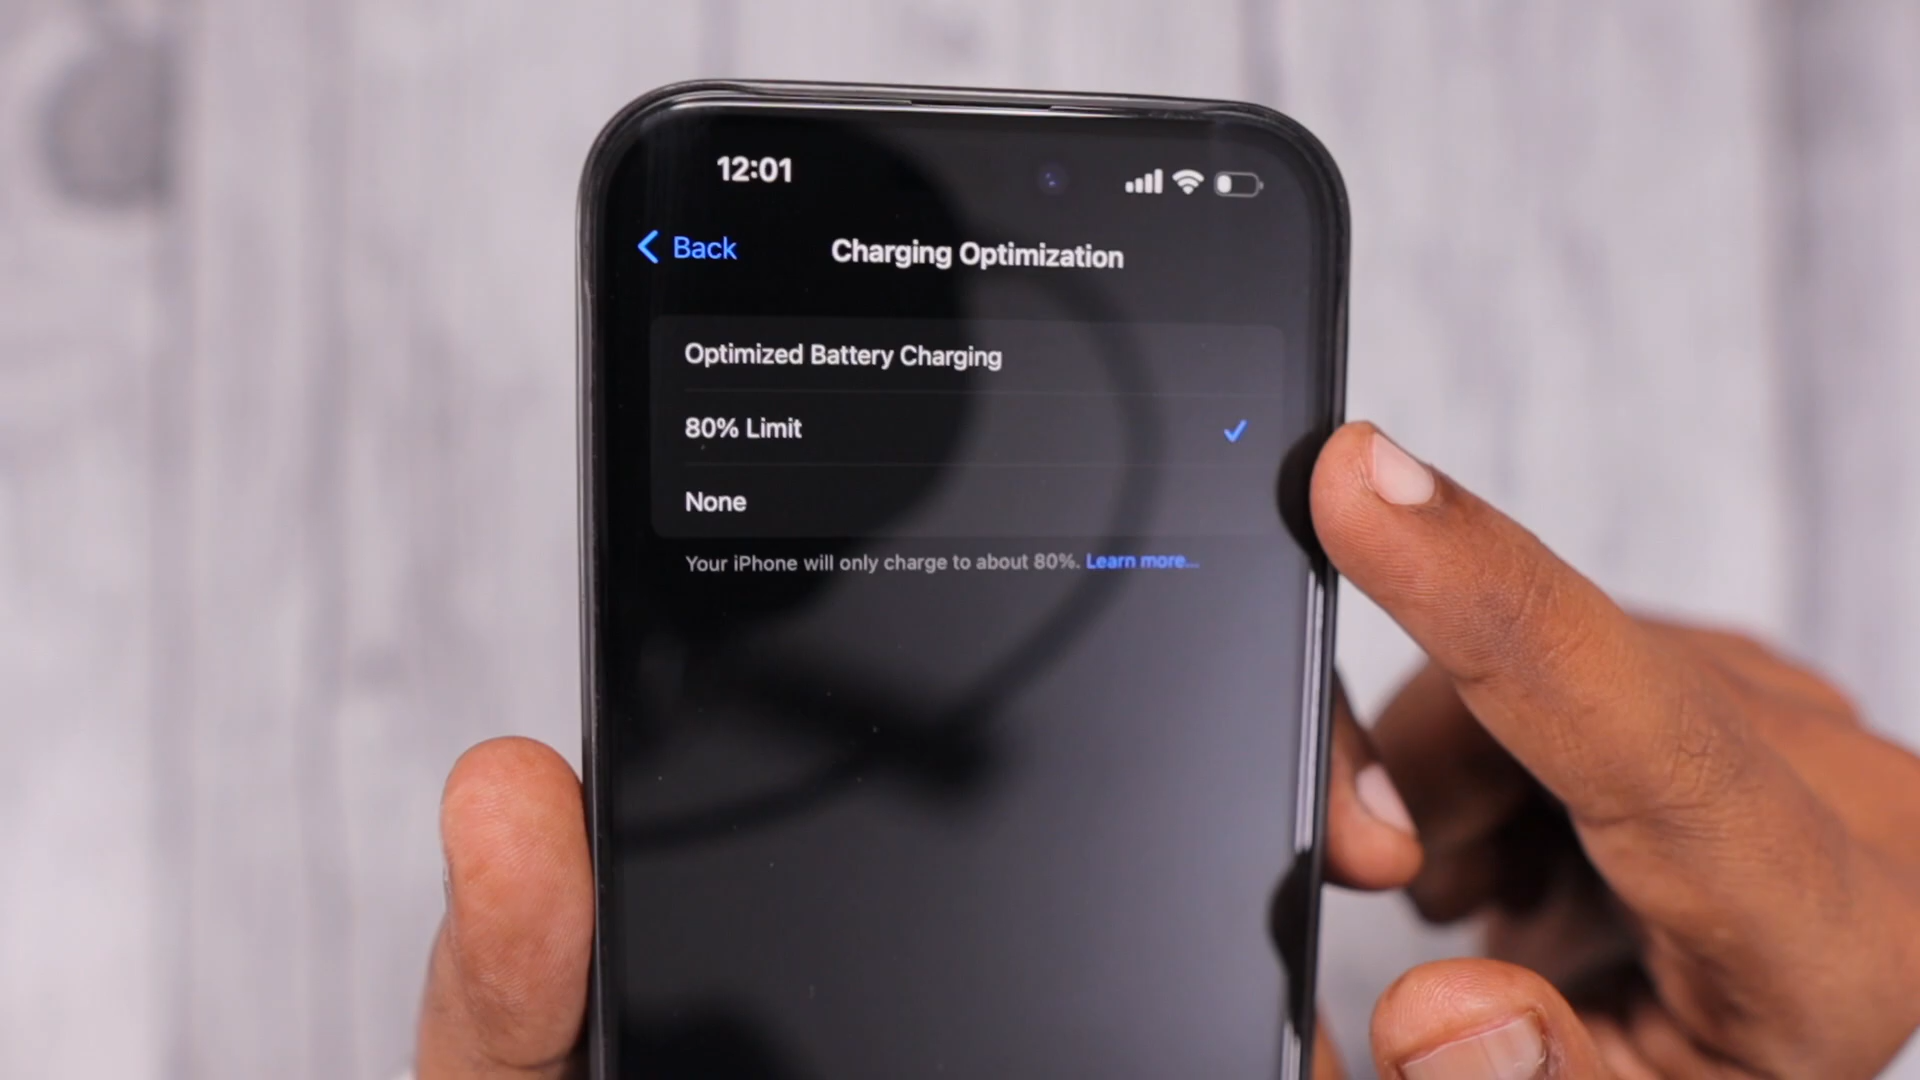 12:01
Back
Charging Optimization
Optimized Battery Charging
80% Limit
None
Your iPhone will only charge to about 80%. Learn more...